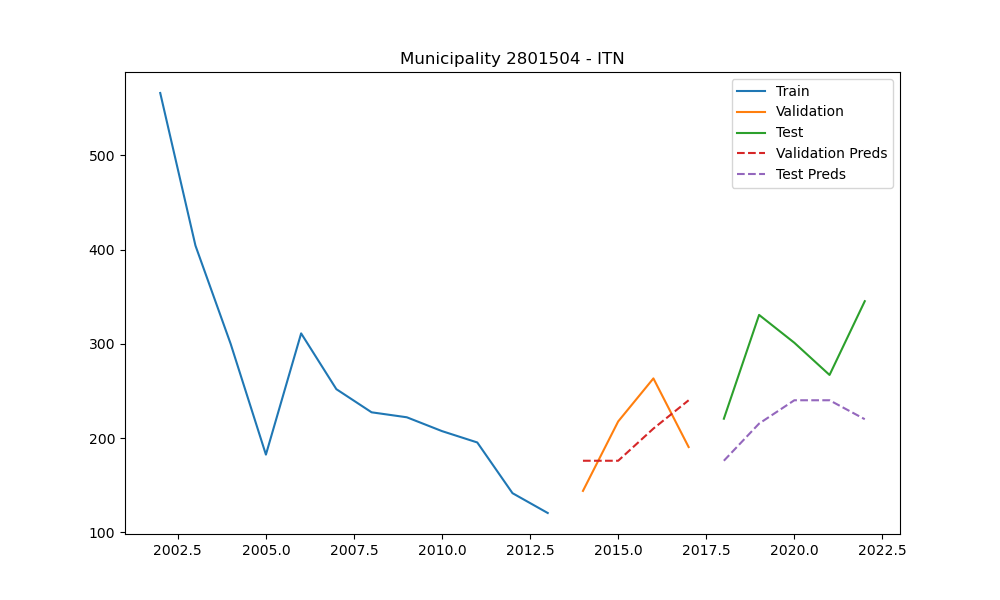 Municipality 2801504 - ITN
Train
Validation
Test
Validation Preds
Test Preds
500
400
300
200
100
2002.5 2005.0 2007.5 2010.0 2012.5 2015.0 2017.5 2020.0 2022.5